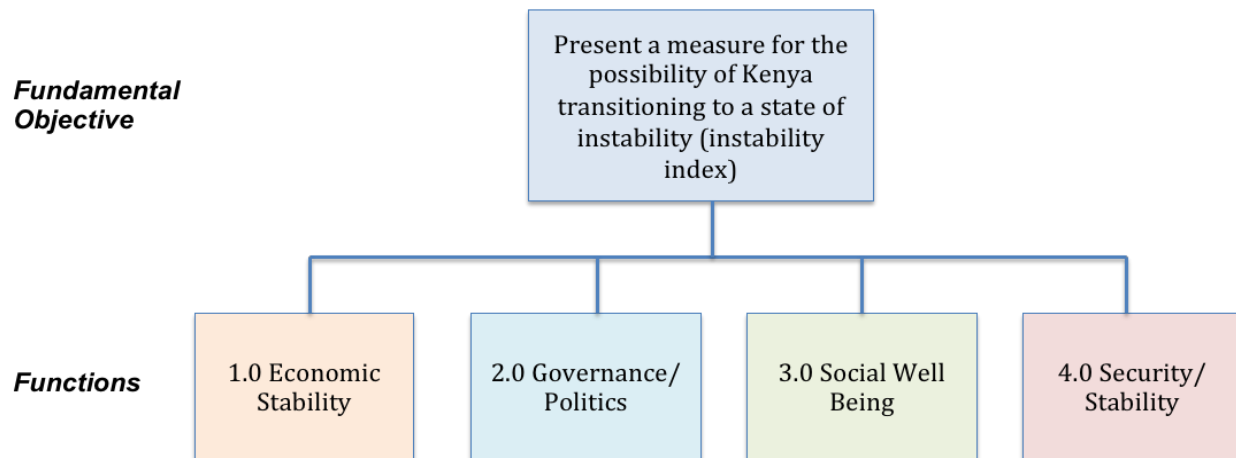 Present a measure for the
possibility of Kenya
transitioning to a state of
instability (instability
index)
Fundamental
Objective
Functions
1.0 Economic
Stability
2.0 Governance/
Politics
3.0 Social Well
Being
4.0 Security/
Stability